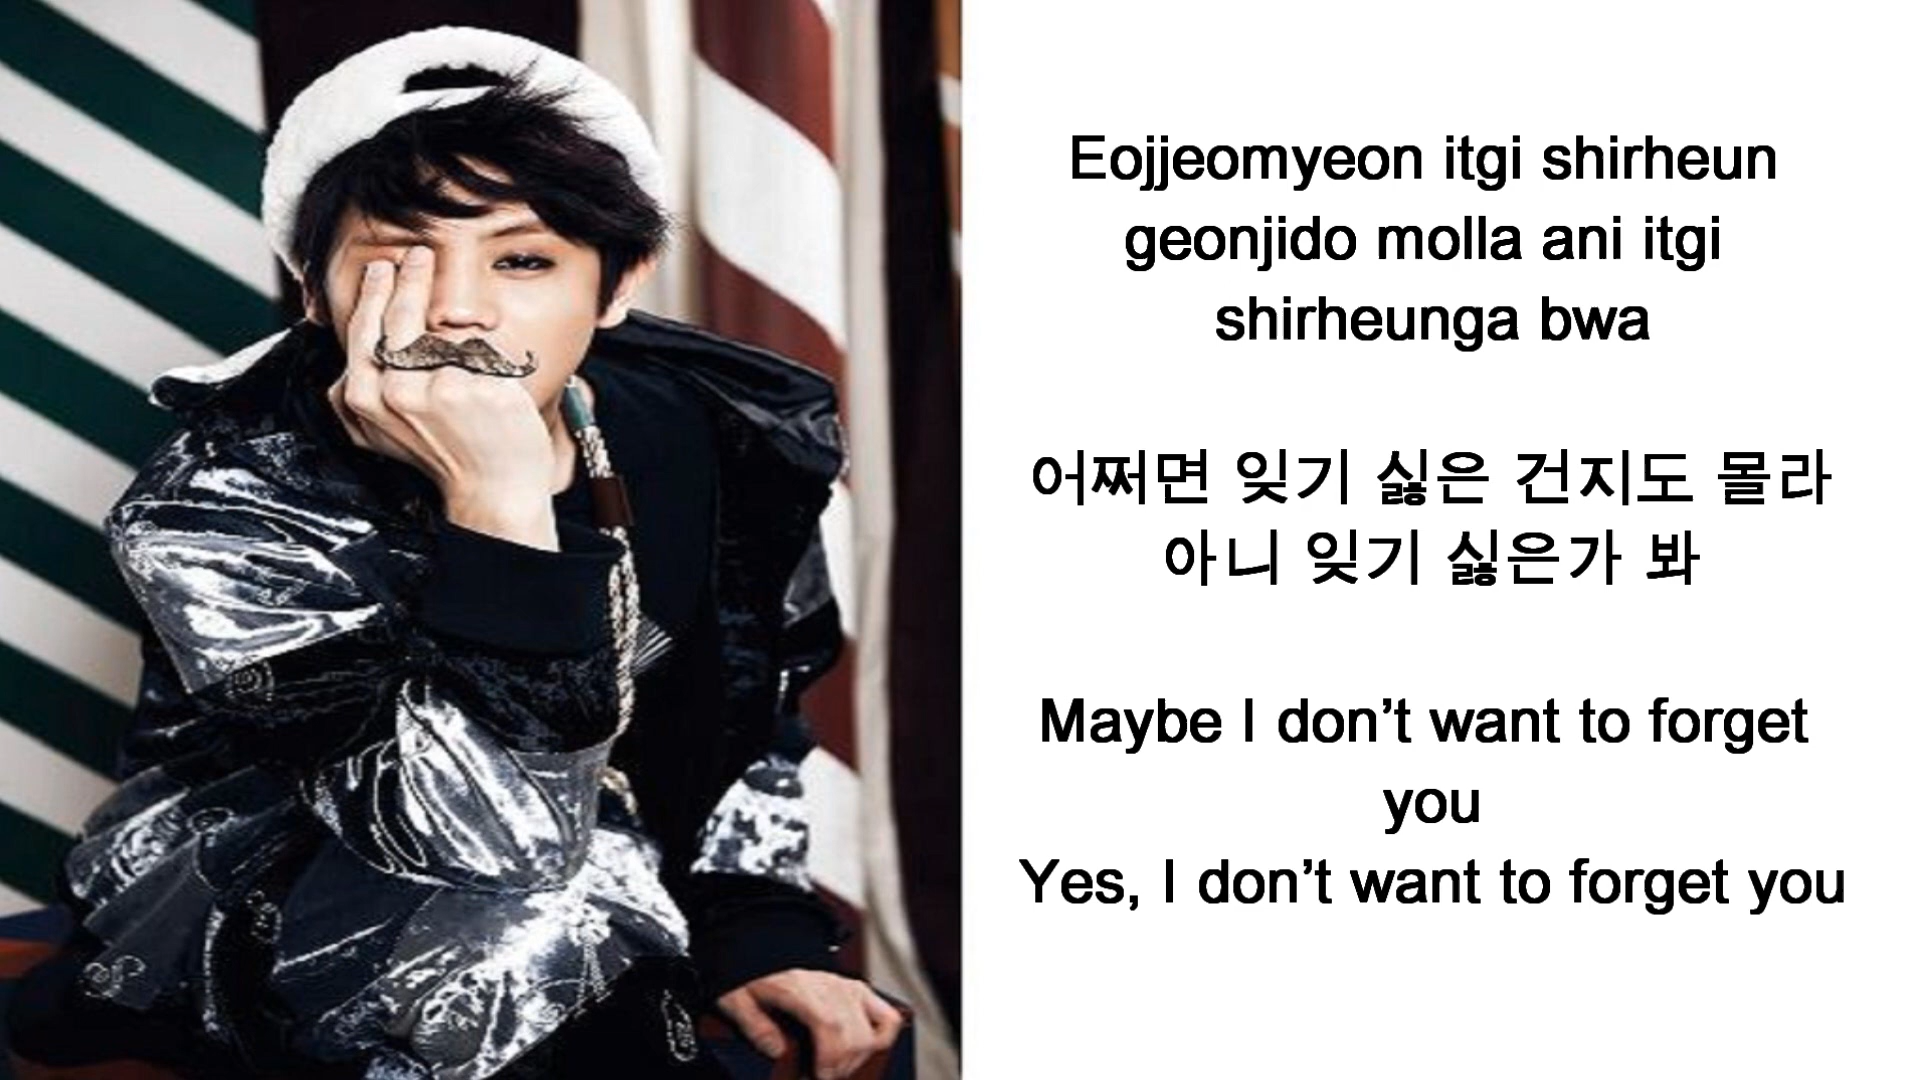 Eojjeomyeon itgi shirheun
geonjido molla ani itgi
shirheunga bwa
어쩌면 잊기 싫은 건지도 몰라
아니 잊기 싫은가 봐
Maybe I don’t want to forget
you
Yes, I don’t want to forget you